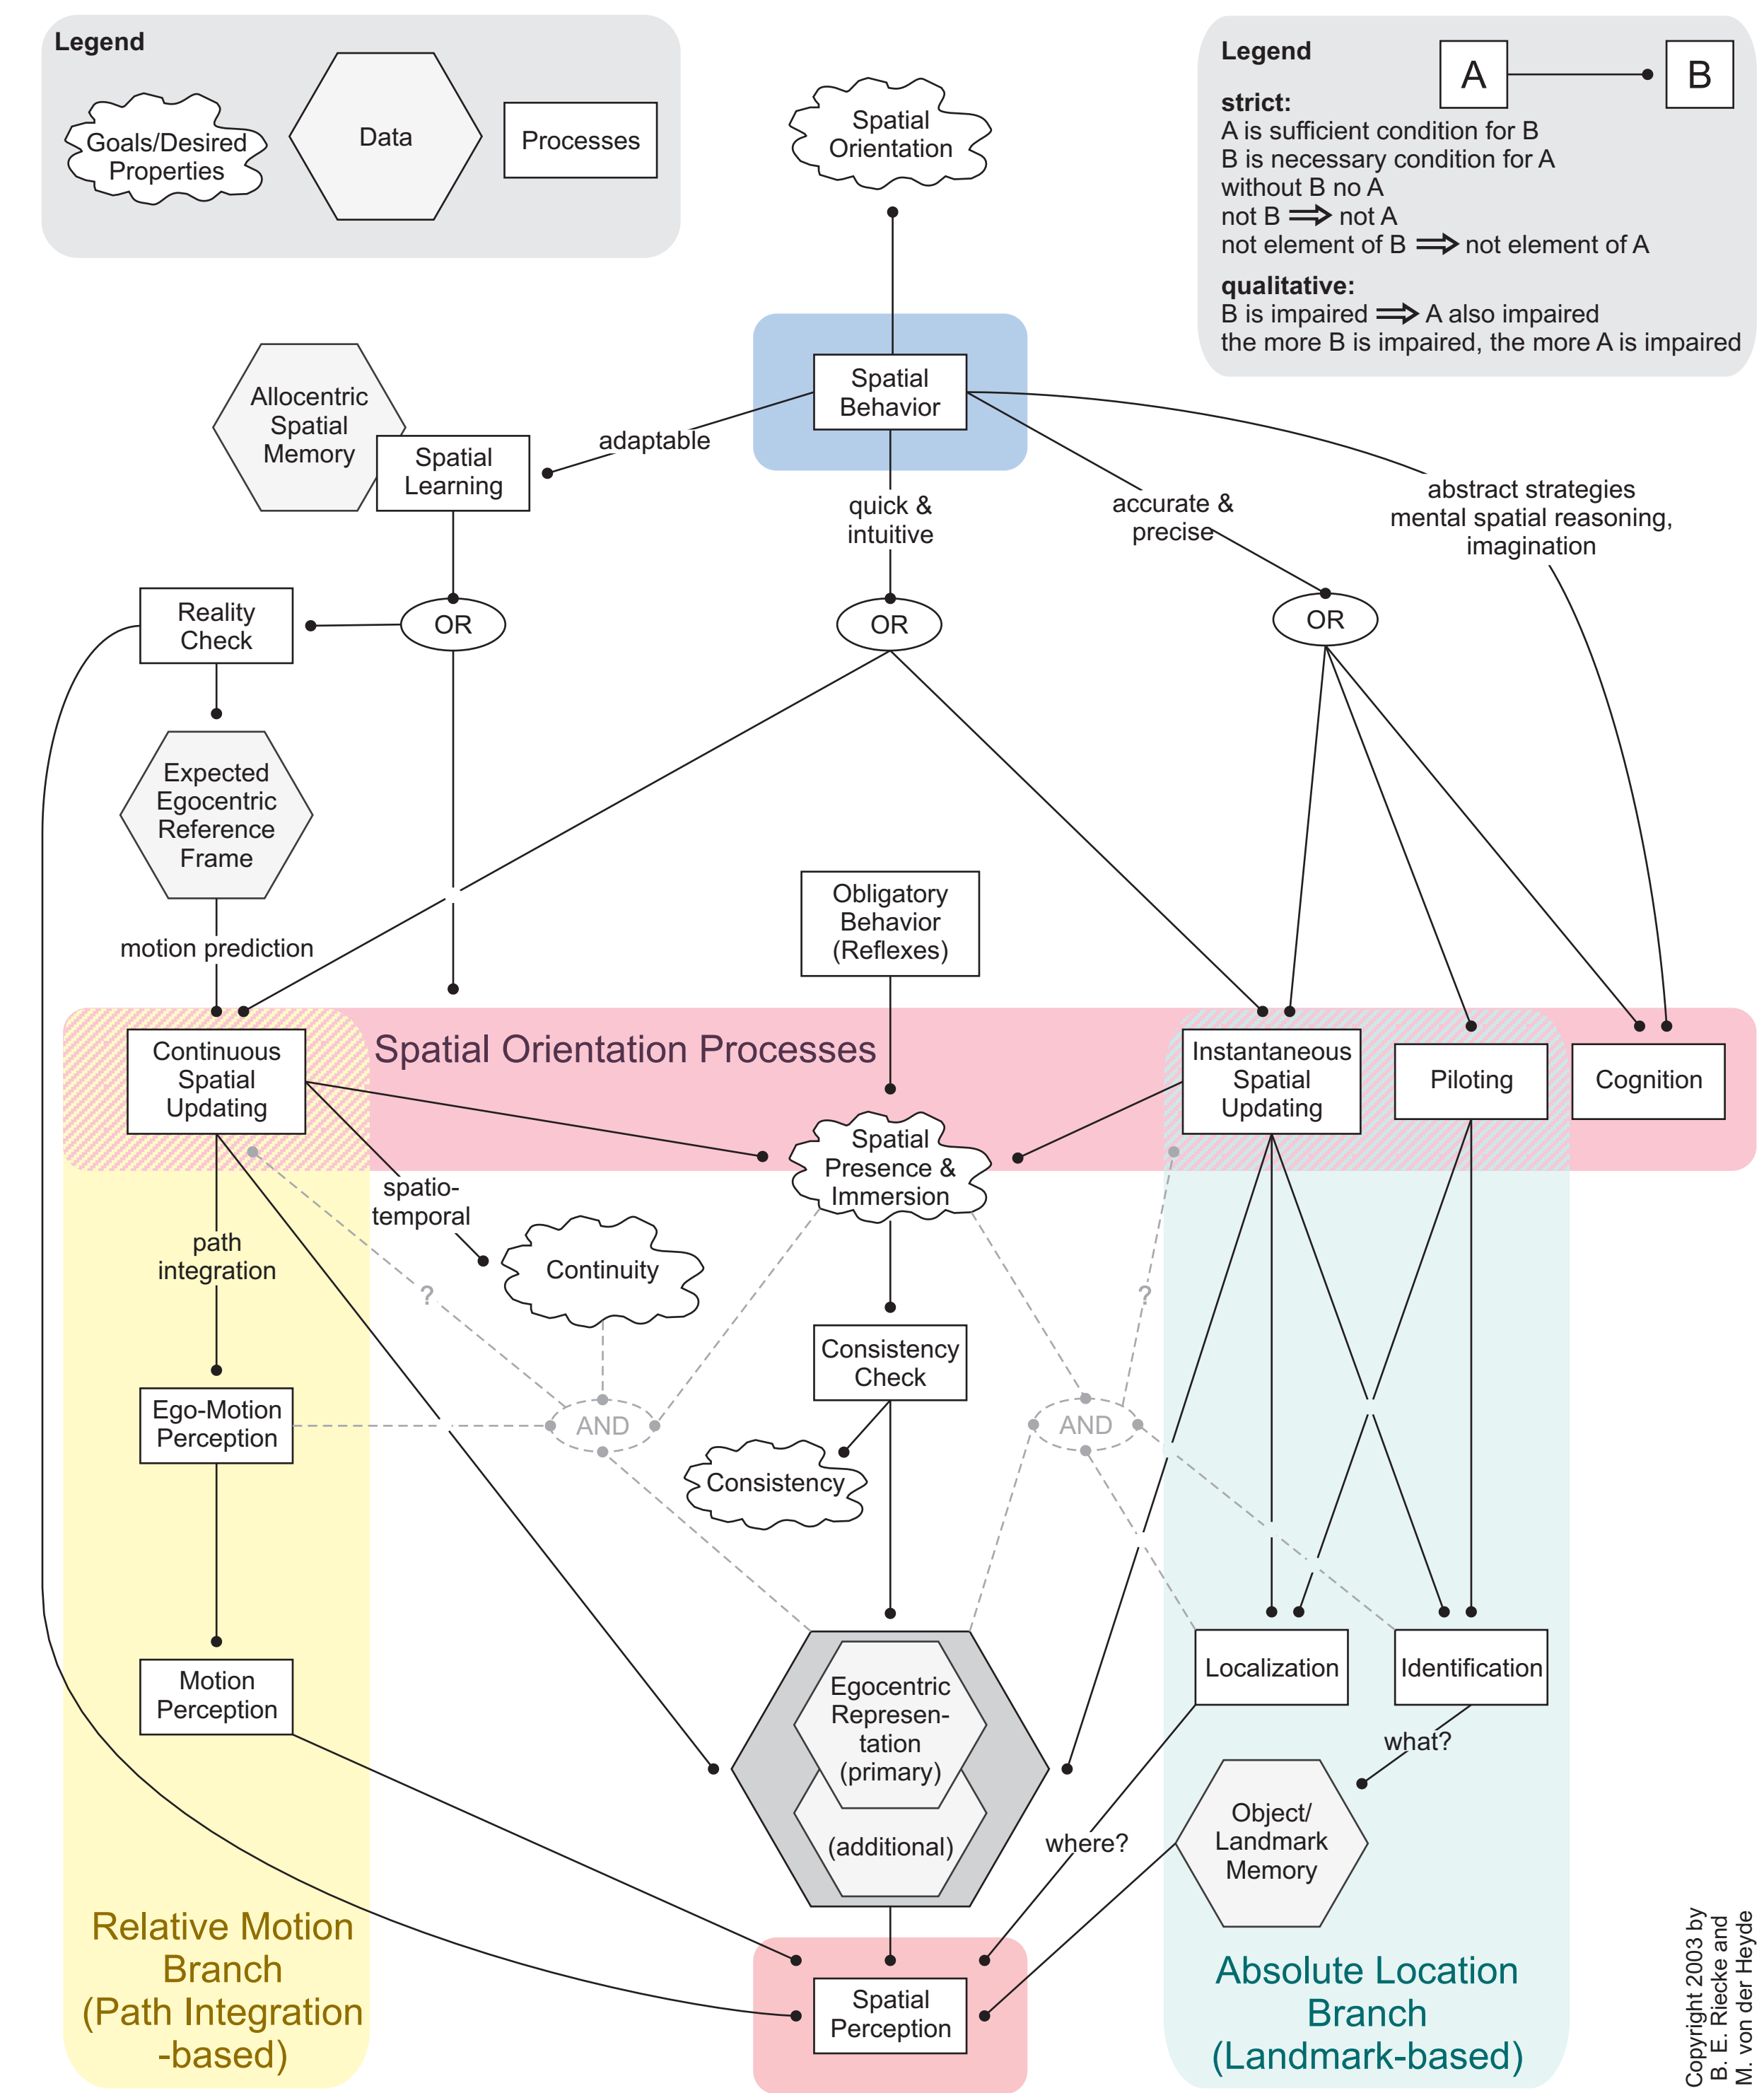 Legend
Goals/Desired
Properties
Data
Processes
Legend
A
B
strict:
A is sufficient condition for B
B is necessary condition for A
without B no A
not B ⟹ not A
not element of B ⟹ not element of A
qualitative:
B is impaired ⟹ A also impaired
the more B is impaired, the more A is impaired
Spatial
Orientation
Spatial
Behavior
Allocentric
Spatial
Memory
Spatial
Learning
adaptable
quick &
intuitive
accurate &
precise
abstract strategies
mental spatial reasoning,
imagination
Reality
Check
OR
OR
OR
Expected
Egocentric
Reference
Frame
motion prediction
Obligatory
Behavior
(Reflexes)
Spatial Orientation Processes
Continuous
Spatial
Updating
Instantaneous
Spatial
Updating
Piloting
Cognition
Spatial
Presence &
Immersion
spatio-
temporal
path
integration
Continuity
?
?
Consistency
Check
Ego-Motion
Perception
AND
AND
Consistency
Motion
Perception
Egocentric
Represen-
tation
(primary)
(additional)
Localization
Identification
what?
where?
Object/
Landmark
Memory
Relative Motion
Branch
(Path Integration
-based)
Spatial
Perception
Absolute Location
Branch
(Landmark-based)
Copyright 2003 by
B. E. Riecke and
M. von der Heyde